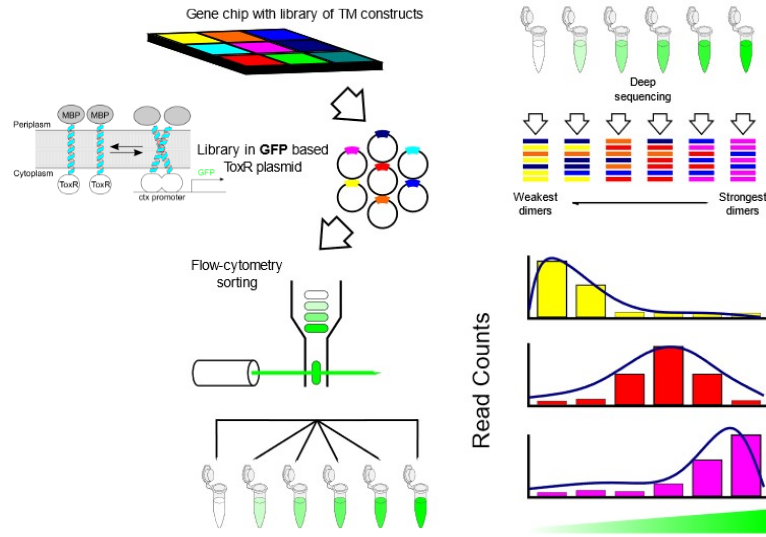 Gene chip with library of TM constructs
MBP
MBP
Periplasm
Cytoplasm
ToxR
ToxR
GFP
ctx promoter
Library in GFP based
ToxR plasmid
Flow-cytometry
sorting
Deep
sequencing
Weakest
dimers
Strongest
dimers
Read Counts